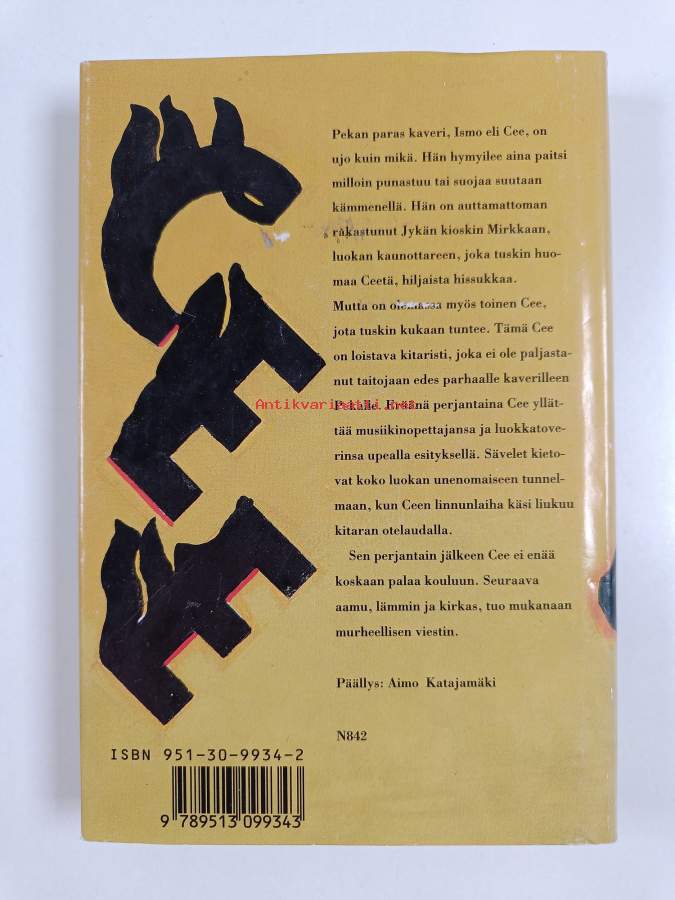 CEE
Pekan paras kaveri, Ismo eli Cee, on
ujo kuin mikä. Hän hymyilee aina paitsi
milloin punastuu tai suojaa suutaan
kämmenellä. Hän on auttamattoman
rakastunut Jykän kioskin Mirkkaan,
luokan kaunottareen, joka tuskin huo-
maa Ceetä, hiljaista hissukkaa.
Mutta on olemassa myös toinen Cee,
jota tuskin kukaan tuntee. Tämä Cee
on loistava kitaristi, joka ei ole paljasta-
nut taitojaan edes parhaalle kaverilleen
Pekalle. Eräänä perjantaina Cee yllät-
tää musiikinopettajansa ja luokkatove-
rinsa upealla esityksellä. Sävelet kieto-
vat koko luokan unenomaiseen tunnel-
maan, kun Ceen linnunlaiha käsi liukuu
kitaran otelaudalla.
Sen perjantain jälkeen Cee ei enää
koskaan palaa kouluun. Seuraava
aamu, lämmin ja kirkas, tuo mukanaan
murheellisen viestin.
Päällys: Aimo Katajamäki
N842
ISBN 951-30-9934-2
9 789513 099343
Antikvariaatti.net